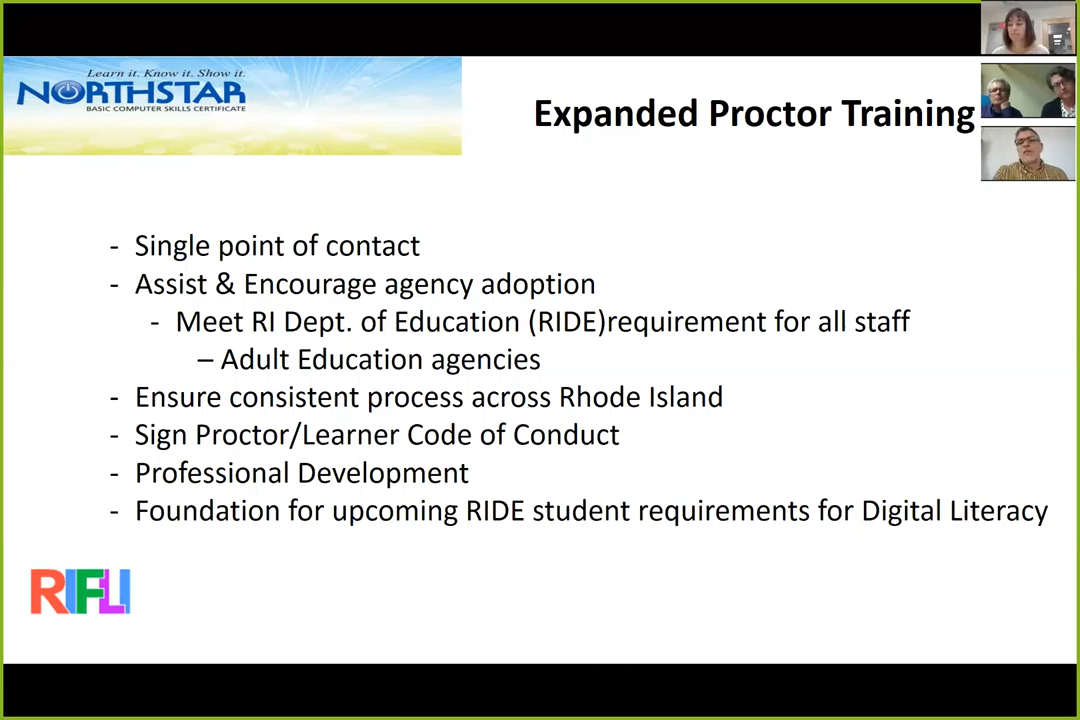 Learn it. Know it. Show it.
NORTHSTAR
BASIC COMPUTER SKILLS CERTIFICATE
Expanded Proctor Training
- Single point of contact
- Assist & Encourage agency adoption
- Meet RI Dept. of Education (RIDE)requirement for all staff
– Adult Education agencies
- Ensure consistent process across Rhode Island
- Sign Proctor/Learner Code of Conduct
- Professional Development
- Foundation for upcoming RIDE student requirements for Digital Literacy
RIFLI